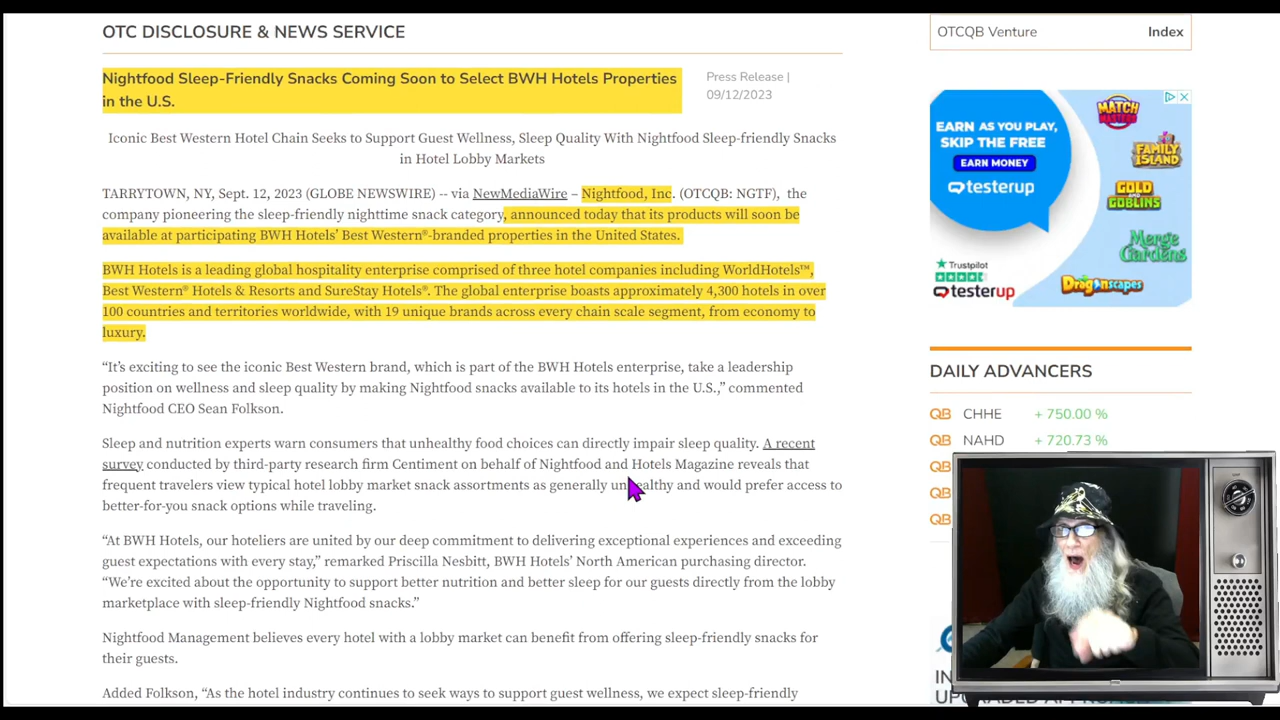 OTC DISCLOSURE & NEWS SERVICE
Nightfood Sleep-Friendly Snacks Coming Soon to Select BWH Hotels Properties
in the U.S.
Press Release |
09/12/2023
Iconic Best Western Hotel Chain Seeks to Support Guest Wellness, Sleep Quality With Nightfood Sleep-friendly Snacks
in Hotel Lobby Markets
TARRYTOWN, NY, Sept. 12, 2023 (GLOBE NEWSWIRE) -- via NewMediaWire – Nightfood, Inc. (OTCQB: NGTF), the
company pioneering the sleep-friendly nighttime snack category, announced today that its products will soon be
available at participating BWH Hotels’ Best Western®-branded properties in the United States.
BWH Hotels is a leading global hospitality enterprise comprised of three hotel companies including WorldHotels™,
Best Western® Hotels & Resorts and SureStay Hotels®. The global enterprise boasts approximately 4,300 hotels in over
100 countries and territories worldwide, with 19 unique brands across every chain scale segment, from economy to
luxury.
“It’s exciting to see the iconic Best Western brand, which is part of the BWH Hotels enterprise, take a leadership
position on wellness and sleep quality by making Nightfood snacks available to its hotels in the U.S.,” commented
Nightfood CEO Sean Folkson.
Sleep and nutrition experts warn consumers that unhealthy food choices can directly impair sleep quality. A recent
survey conducted by third-party research firm Centiment on behalf of Nightfood and Hotels Magazine reveals that
frequent travelers view typical hotel lobby market snack assortments as generally unhealthy and would prefer access to
better-for-you snack options while traveling.
“At BWH Hotels, our hoteliers are united by our deep commitment to delivering exceptional experiences and exceeding
guest expectations with every stay,” remarked Priscilla Nesbitt, BWH Hotels’ North American purchasing director.
“We’re excited about the opportunity to support better nutrition and better sleep for our guests directly from the lobby
marketplace with sleep-friendly Nightfood snacks.”
Nightfood Management believes every hotel with a lobby market can benefit from offering sleep-friendly snacks for
their guests.
Added Folkson, “As the hotel industry continues to seek ways to support guest wellness, we expect sleep-friendly
OTCQB Venture Index
EARN AS YOU PLAY,
SKIP THE FREE
EARN MONEY
testerup
Trustpilot
testerup
MATCH
MASTERS
FAMILY
ISLAND
GOLD
AND
GOBLINS
Merge
Gardens
Dragonscapes
DAILY ADVANCERS
QB CHHE + 750.00 %
QB NAHD + 720.73 %
QB
QB
QB
IN